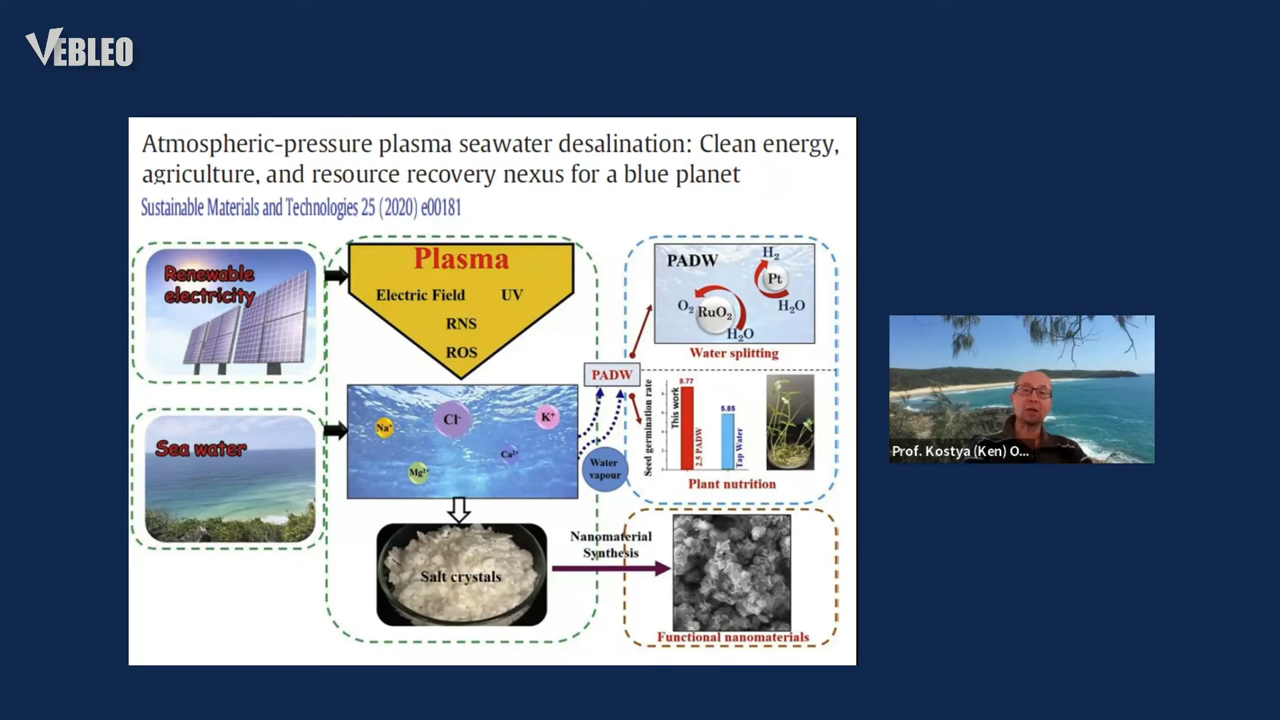 VEBLEO
Atmospheric-pressure plasma seawater desalination: Clean energy,
agriculture, and resource recovery nexus for a blue planet
Sustainable Materials and Technologies 25 (2020) e00181
Renewable
electricity
Sea water
Plasma
Electric Field
UV
RNS
ROS
Na⁺
Cl⁻
K⁺
Mg²⁺
Ca²⁺
Water
vapour
Salt crystals
PADW
PADW
H₂
Pt
H₂O
O₂
RuO₂
H₂O
Water splitting
Seed germination rate
8.77
This work
2.5 PADW
5.85
Tap Water
Plant nutrition
Nanomaterial
Synthesis
Functional nanomaterials
Prof. Kostya (Ken) O...